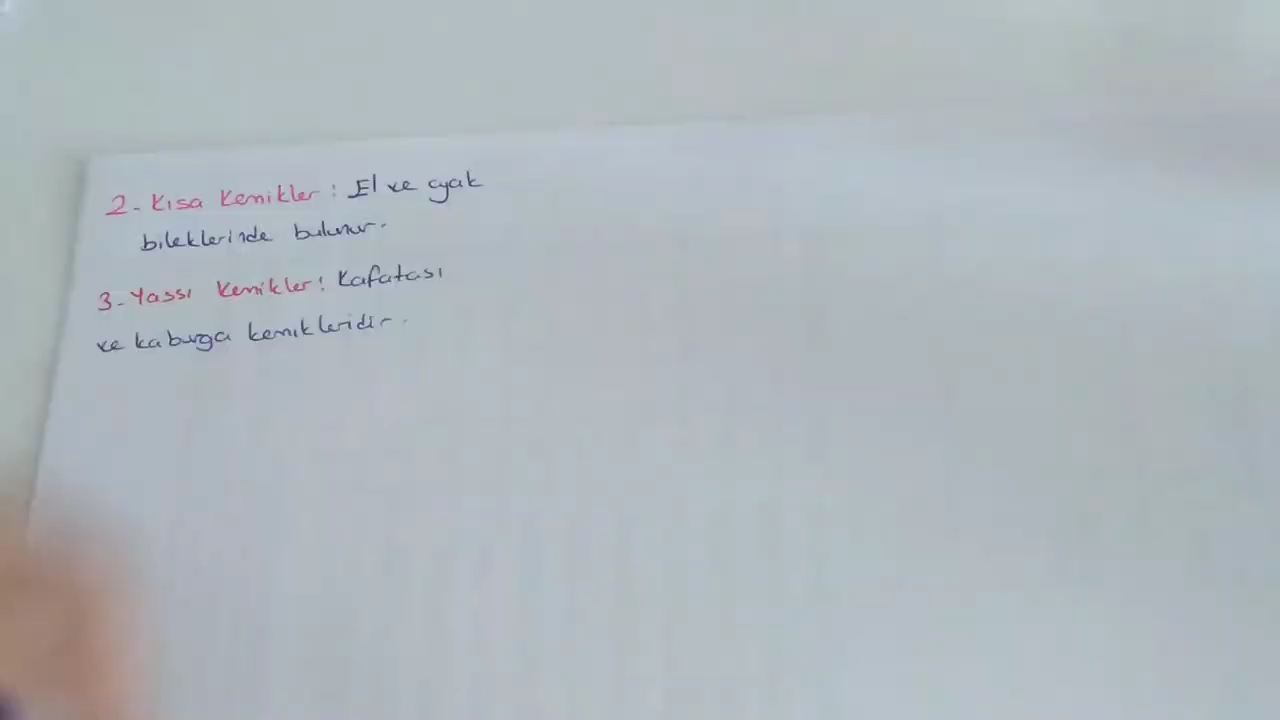 2- Kısa Kemikler: El ve ayak
bileklerinde bulunur.
3-Yassı Kemikler: Kafatası
ve kaburga kemikleridir.